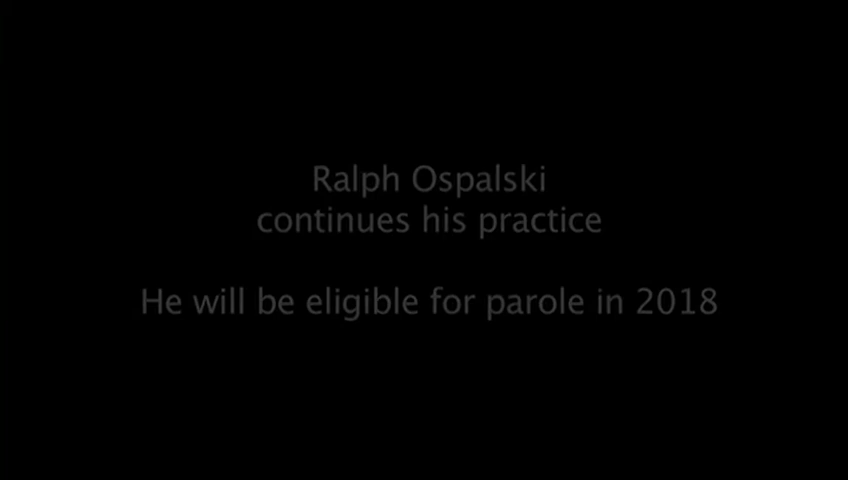 Ralph Ospalski
continues his practice
He will be eligible for parole in 2018